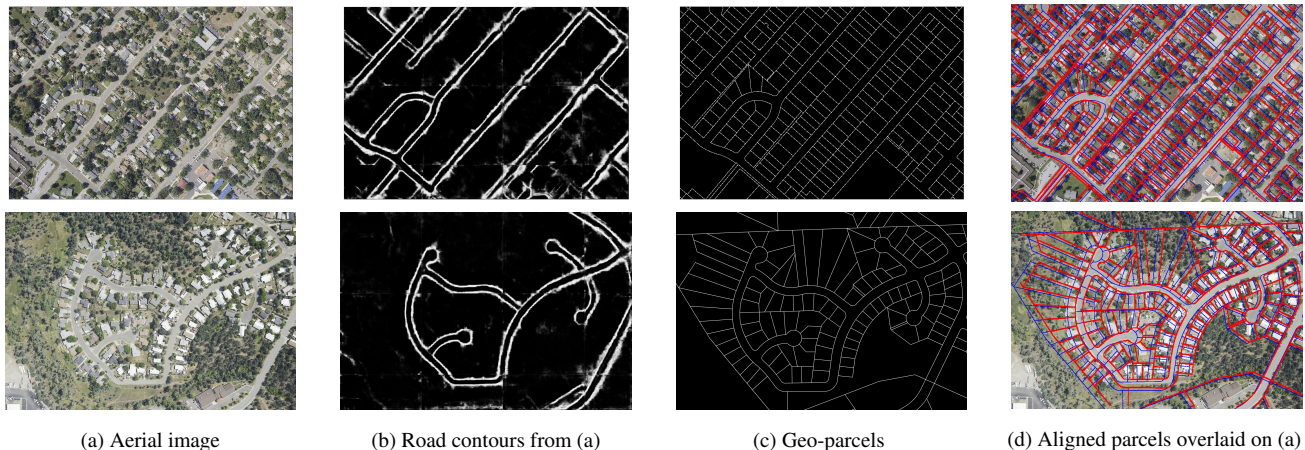 (a) Aerial image
(b) Road contours from (a)
(c) Geo-parcels
(d) Aligned parcels overlaid on (a)